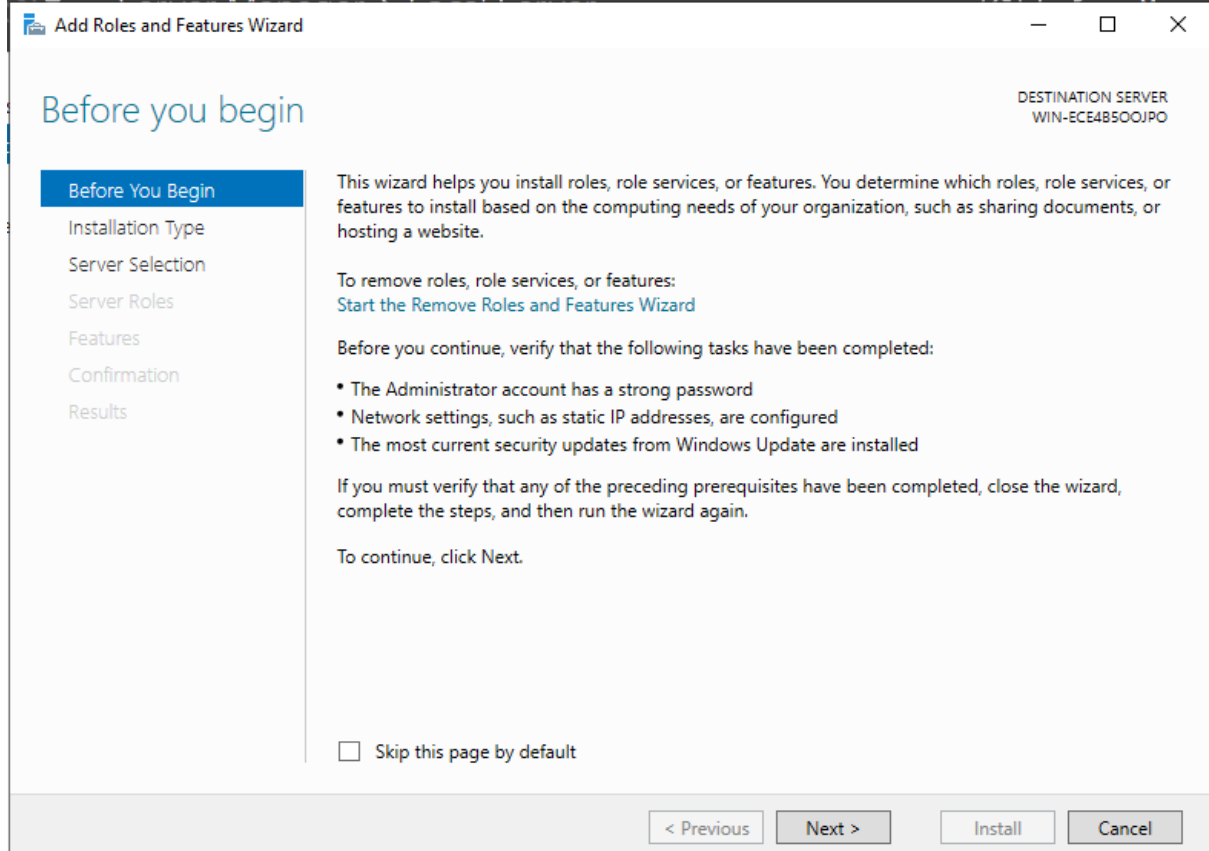 Add Roles and Features Wizard
Before you begin
DESTINATION SERVER
WIN-ECE4B5OOJPO
Before You Begin
Installation Type
Server Selection
Server Roles
Features
Confirmation
Results
This wizard helps you install roles, role services, or features. You determine which roles, role services, or
features to install based on the computing needs of your organization, such as sharing documents, or
hosting a website.
To remove roles, role services, or features:
Start the Remove Roles and Features Wizard
Before you continue, verify that the following tasks have been completed:
• The Administrator account has a strong password
• Network settings, such as static IP addresses, are configured
• The most current security updates from Windows Update are installed
If you must verify that any of the preceding prerequisites have been completed, close the wizard,
complete the steps, and then run the wizard again.
To continue, click Next.
Skip this page by default
< Previous
Next >
Install
Cancel